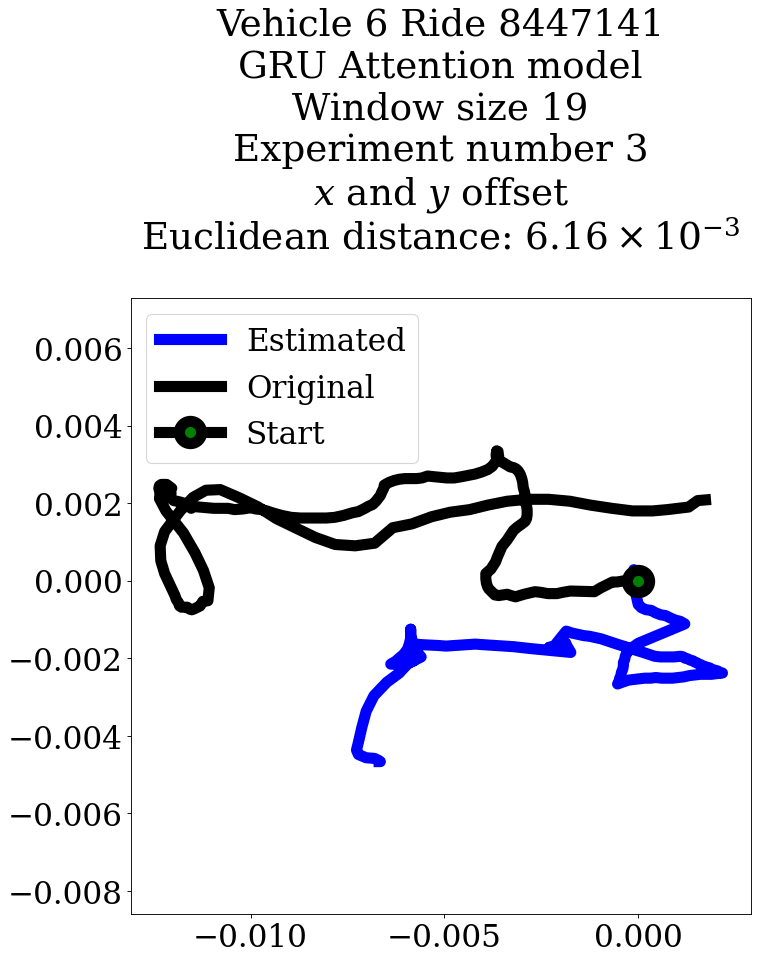 Vehicle 6 Ride 8447141
GRU Attention model
Window size 19
Experiment number 3
x and y offset
Euclidean distance: 6.16 × 10⁻³
Estimated
Original
Start
0.006
0.004
0.002
0.000
−0.002
−0.004
−0.006
−0.008
−0.010
−0.005
0.000